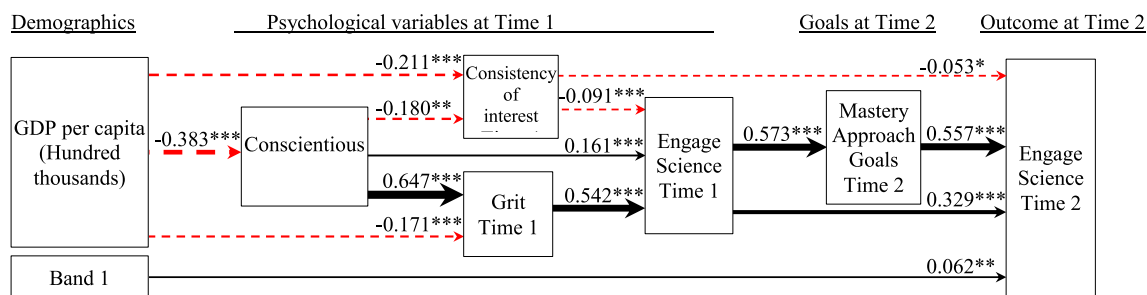 Demographics
Psychological variables at Time 1
Goals at Time 2
Outcome at Time 2
GDP per capita
(Hundred
thousands)
-0.211***
-0.383***
-0.171***
Conscientious
-0.180**
0.161***
0.647***
Consistency
of
interest
-0.053*
-0.091***
Grit
Time 1
0.542***
Engage
Science
Time 1
0.573***
0.329***
Mastery
Approach
Goals
Time 2
0.557***
Engage
Science
Time 2
Band 1
0.062**